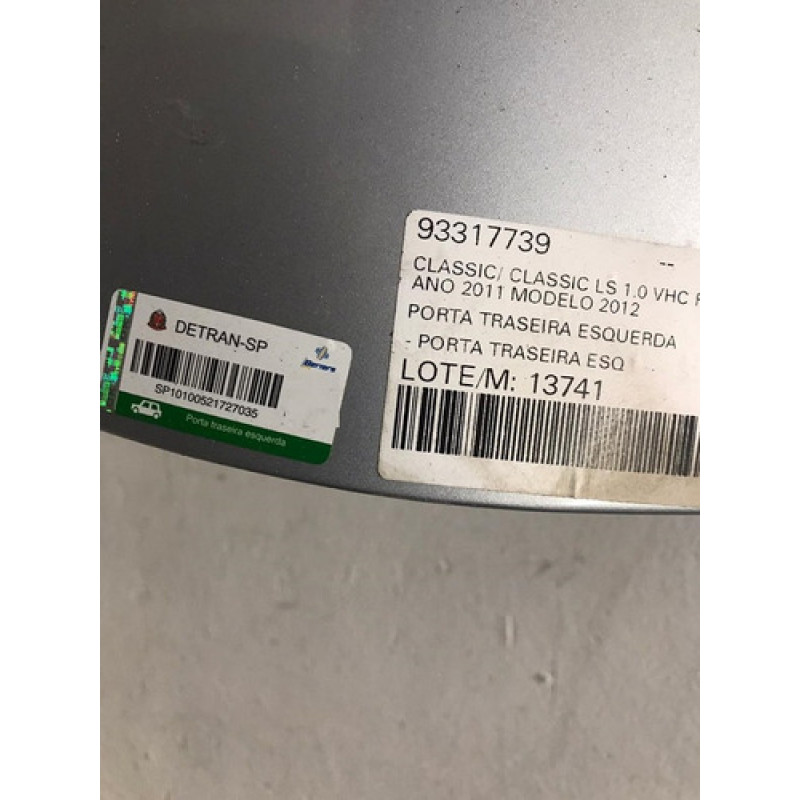 93317739
--
CLASSIC/ CLASSIC LS 1.0 VHC
ANO 2011 MODELO 2012
PORTA TRASEIRA ESQUERDA
- PORTA TRASEIRA ESQ
LOTE/M: 13741
DETRAN-SP
SP10100521727035
Porta traseira esquerda